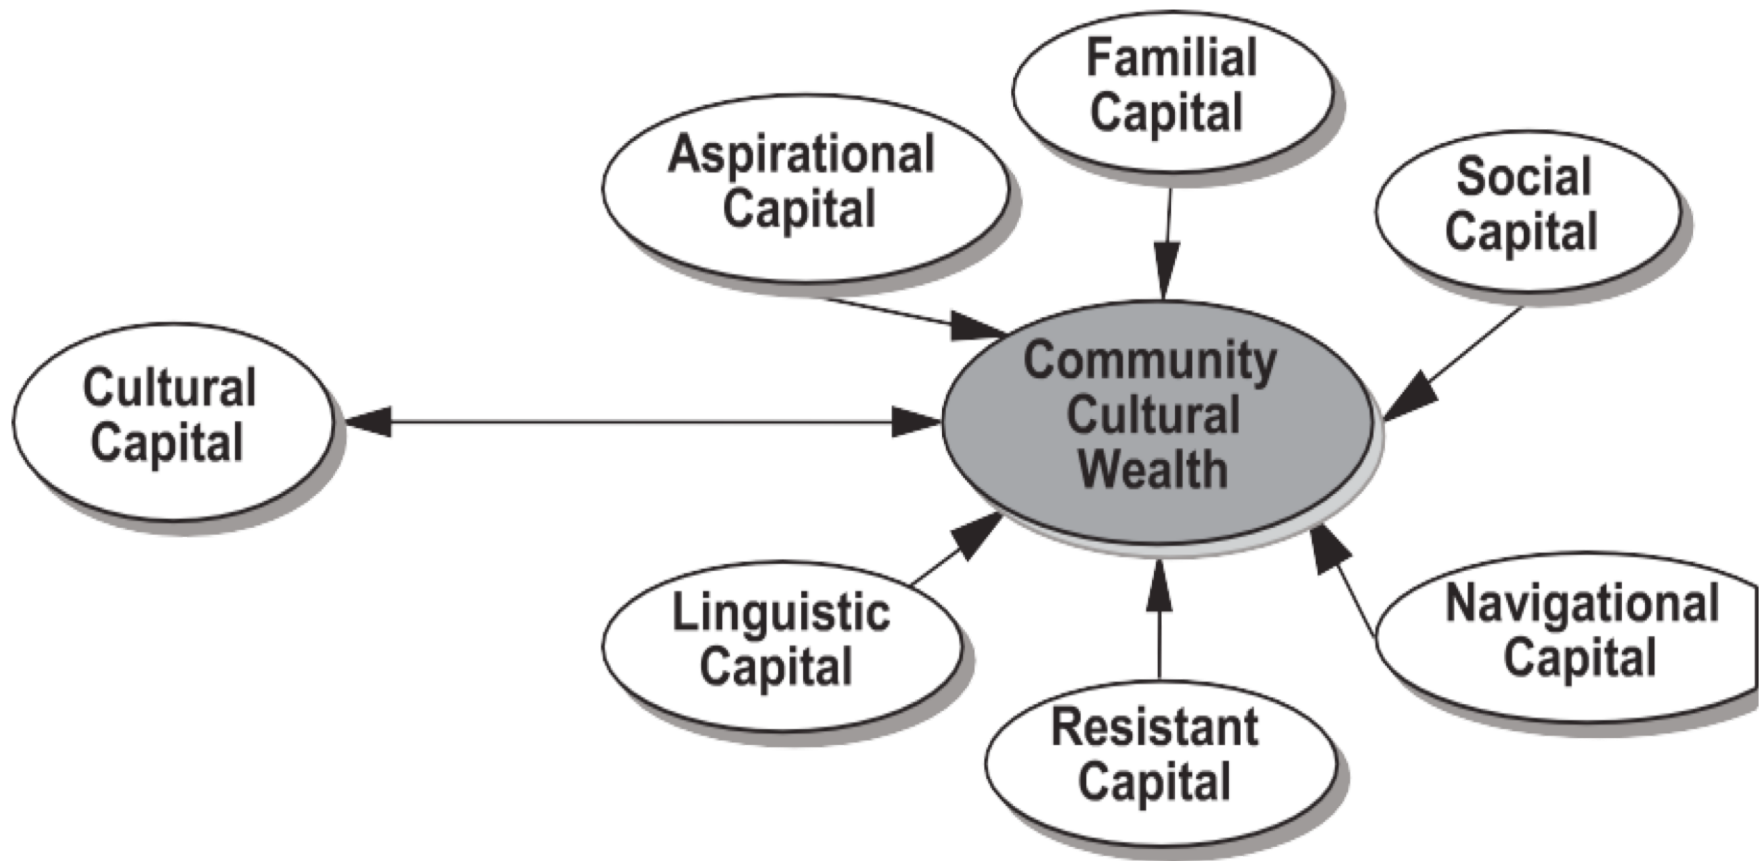 Familial
Capital
Aspirational
Capital
Social
Capital
Cultural
Capital
Community
Cultural
Wealth
Linguistic
Capital
Navigational
Capital
Resistant
Capital